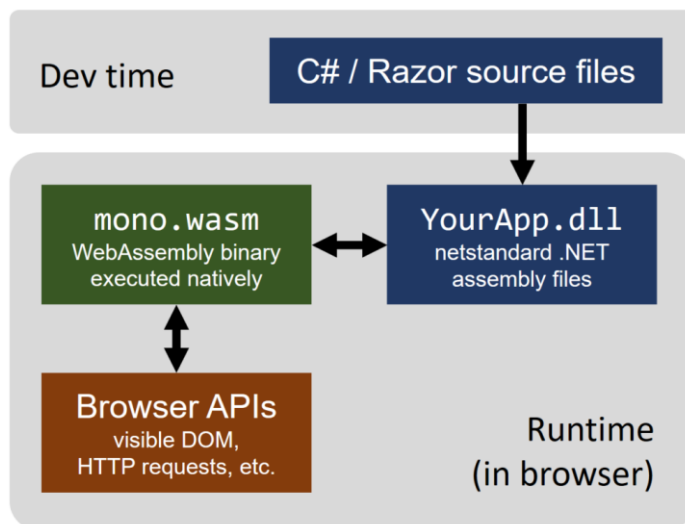 Dev time
C# / Razor source files
mono.wasm
WebAssembly binary
executed natively
YourApp.dll
netstandard .NET
assembly files
Browser APIs
visible DOM,
HTTP requests, etc.
Runtime
(in browser)